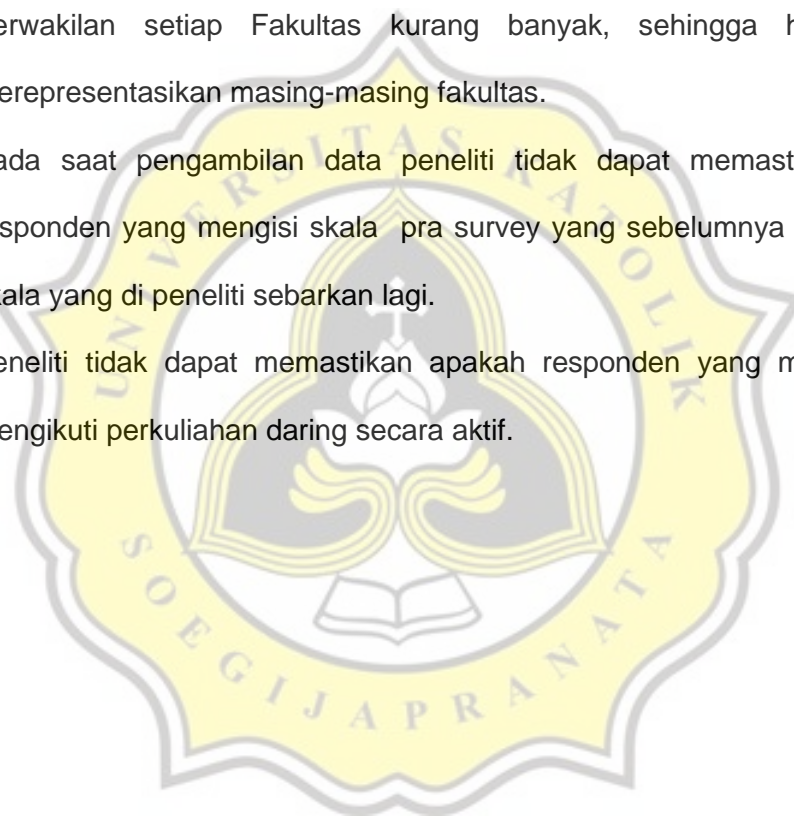 erwakilan setiap Fakultas kurang banyak, sehingga h
erepresentasikan masing-masing fakultas.
ada saat pengambilan data peneliti tidak dapat memast
sponden yang mengisi skala pra survey yang sebelumnya
kala yang di peneliti sebarkan lagi.
eneliti tidak dapat memastikan apakah responden yang m
engikuti perkuliahan daring secara aktif.
UNIVERSITAS KATOLIK
SOEGIJAPRANATA